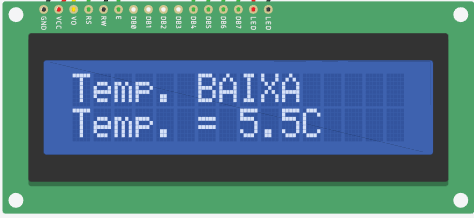 GND VCC VO RS RW E DB0 DB1 DB2 DB3 DB4 DB5 DB6 DB7 LED LED
Temp. BAIXA
Temp. = 5.5C